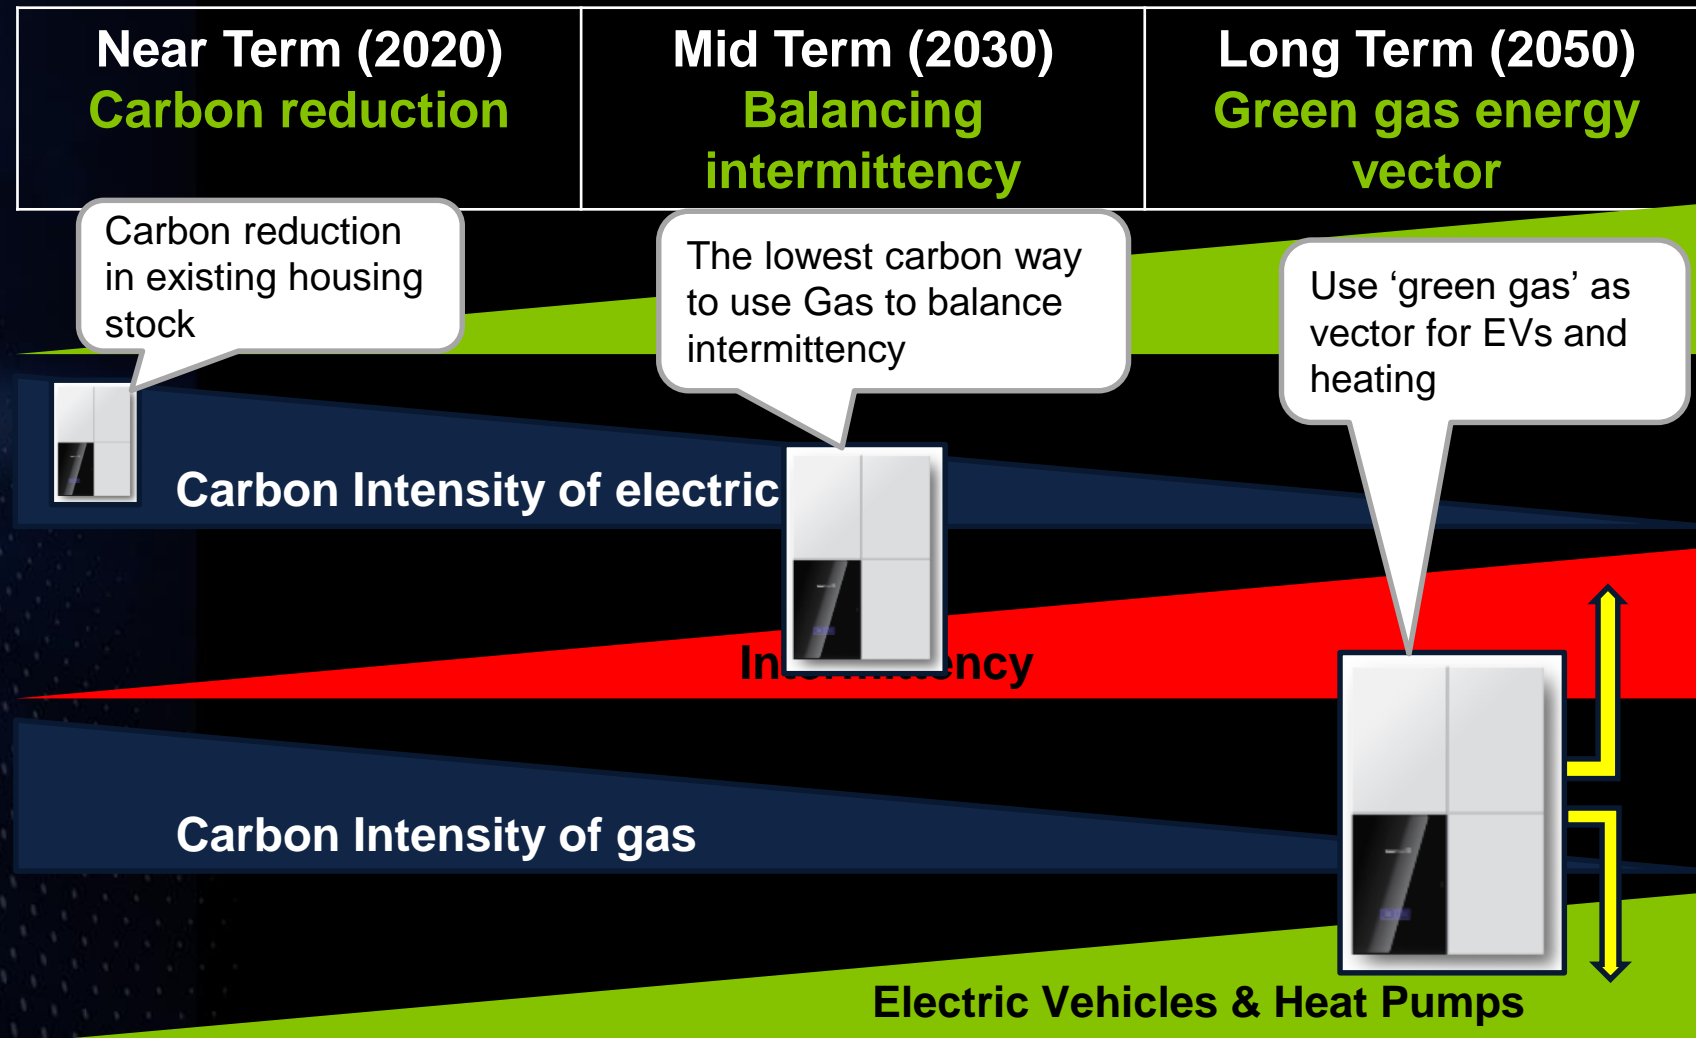 Near Term (2020)
Carbon reduction
Mid Term (2030)
Balancing
intermittency
Long Term (2050)
Green gas energy
vector
Carbon reduction
in existing housing
stock
The lowest carbon way
to use Gas to balance
intermittency
Use ‘green gas’ as
vector for EVs and
heating
Carbon Intensity of electric
Intermittency
Carbon Intensity of gas
Electric Vehicles & Heat Pumps